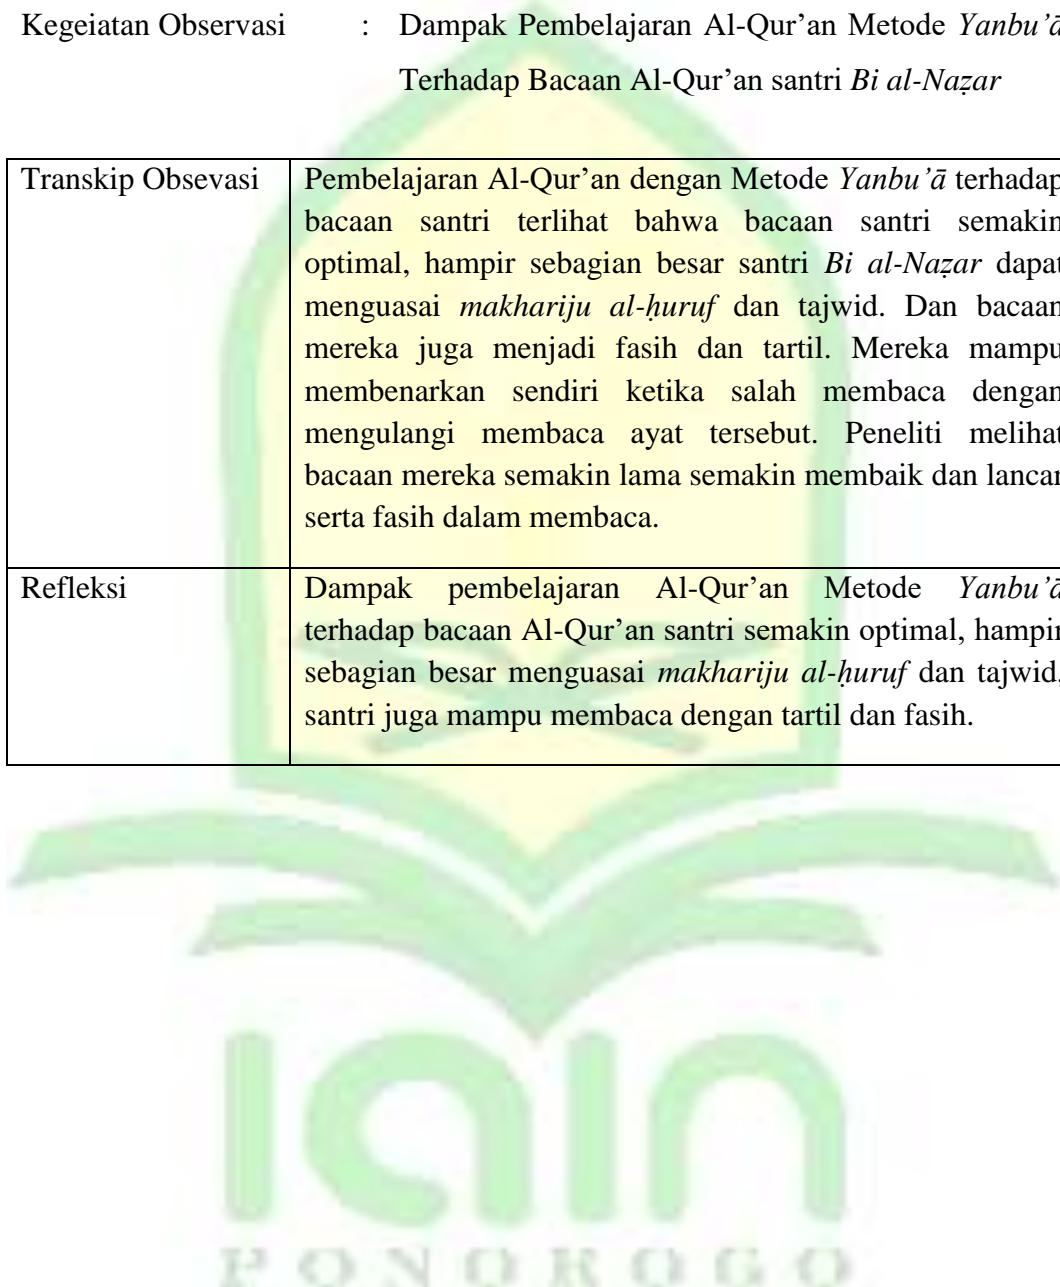 Kegeiatan Observasi : Dampak Pembelajaran Al-Qur'an Metode Yanbu'ā
Terhadap Bacaan Al-Qur'an santri Bi al-Naẓar
Transkip Obsevasi Pembelajaran Al-Qur'an dengan Metode Yanbu'ā terhadap
bacaan santri terlihat bahwa bacaan santri semakin
optimal, hampir sebagian besar santri Bi al-Naẓar dapat
menguasai makhariju al-ḥuruf dan tajwid. Dan bacaan
mereka juga menjadi fasih dan tartil. Mereka mampu
membenarkan sendiri ketika salah membaca dengan
mengulangi membaca ayat tersebut. Peneliti melihat
bacaan mereka semakin lama semakin membaik dan lancar
serta fasih dalam membaca.
Refleksi Dampak pembelajaran Al-Qur'an Metode Yanbu'ā
terhadap bacaan Al-Qur'an santri semakin optimal, hampir
sebagian besar menguasai makhariju al-ḥuruf dan tajwid,
santri juga mampu membaca dengan tartil dan fasih.
iain
PONOROGO